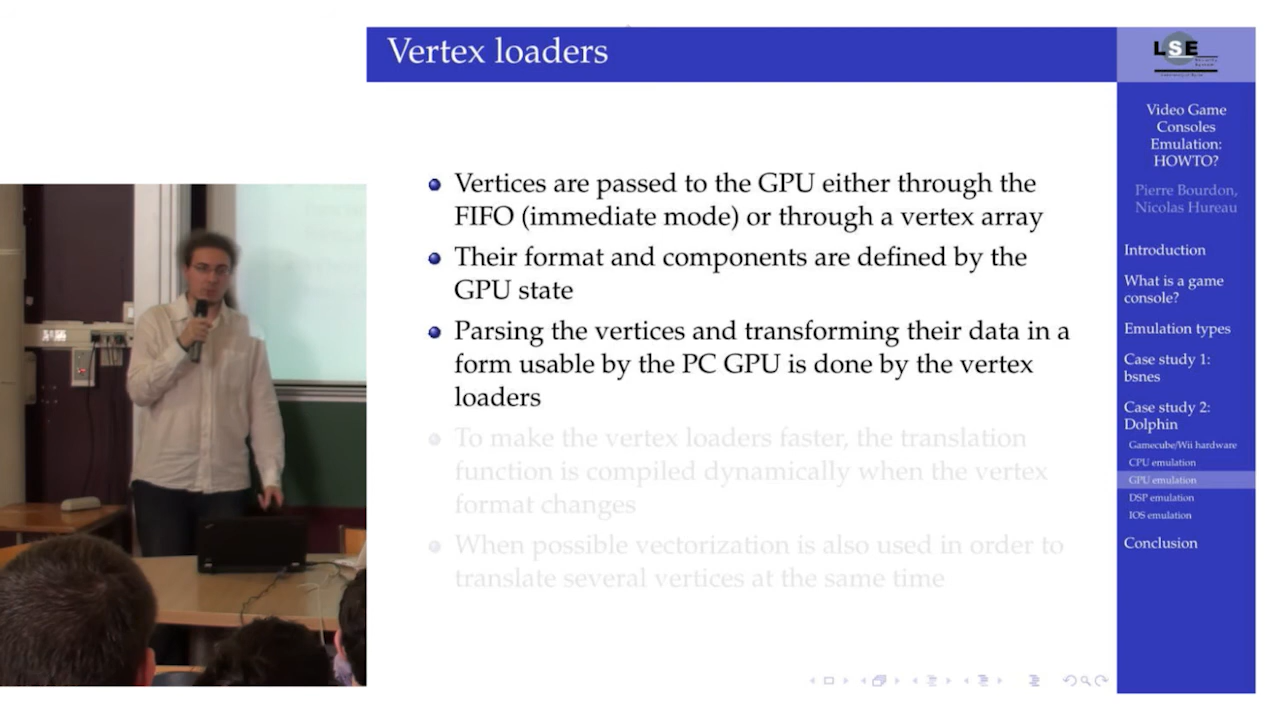 Vertex loaders
Vertices are passed to the GPU either through the
FIFO (immediate mode) or through a vertex array
Their format and components are defined by the
GPU state
Parsing the vertices and transforming their data in a
form usable by the PC GPU is done by the vertex
loaders
To make the vertex loaders faster, the translation
function is compiled dynamically when the vertex
format changes
When possible vectorization is also used in order to
translate several vertices at the same time
LSE
Video Game
Consoles
Emulation:
HOWTO?
Pierre Bourdon,
Nicolas Hureau
Introduction
What is a game
console?
Emulation types
Case study 1:
bsnes
Case study 2:
Dolphin
Gamecube/Wii hardware
CPU emulation
GPU emulation
DSP emulation
IOS emulation
Conclusion